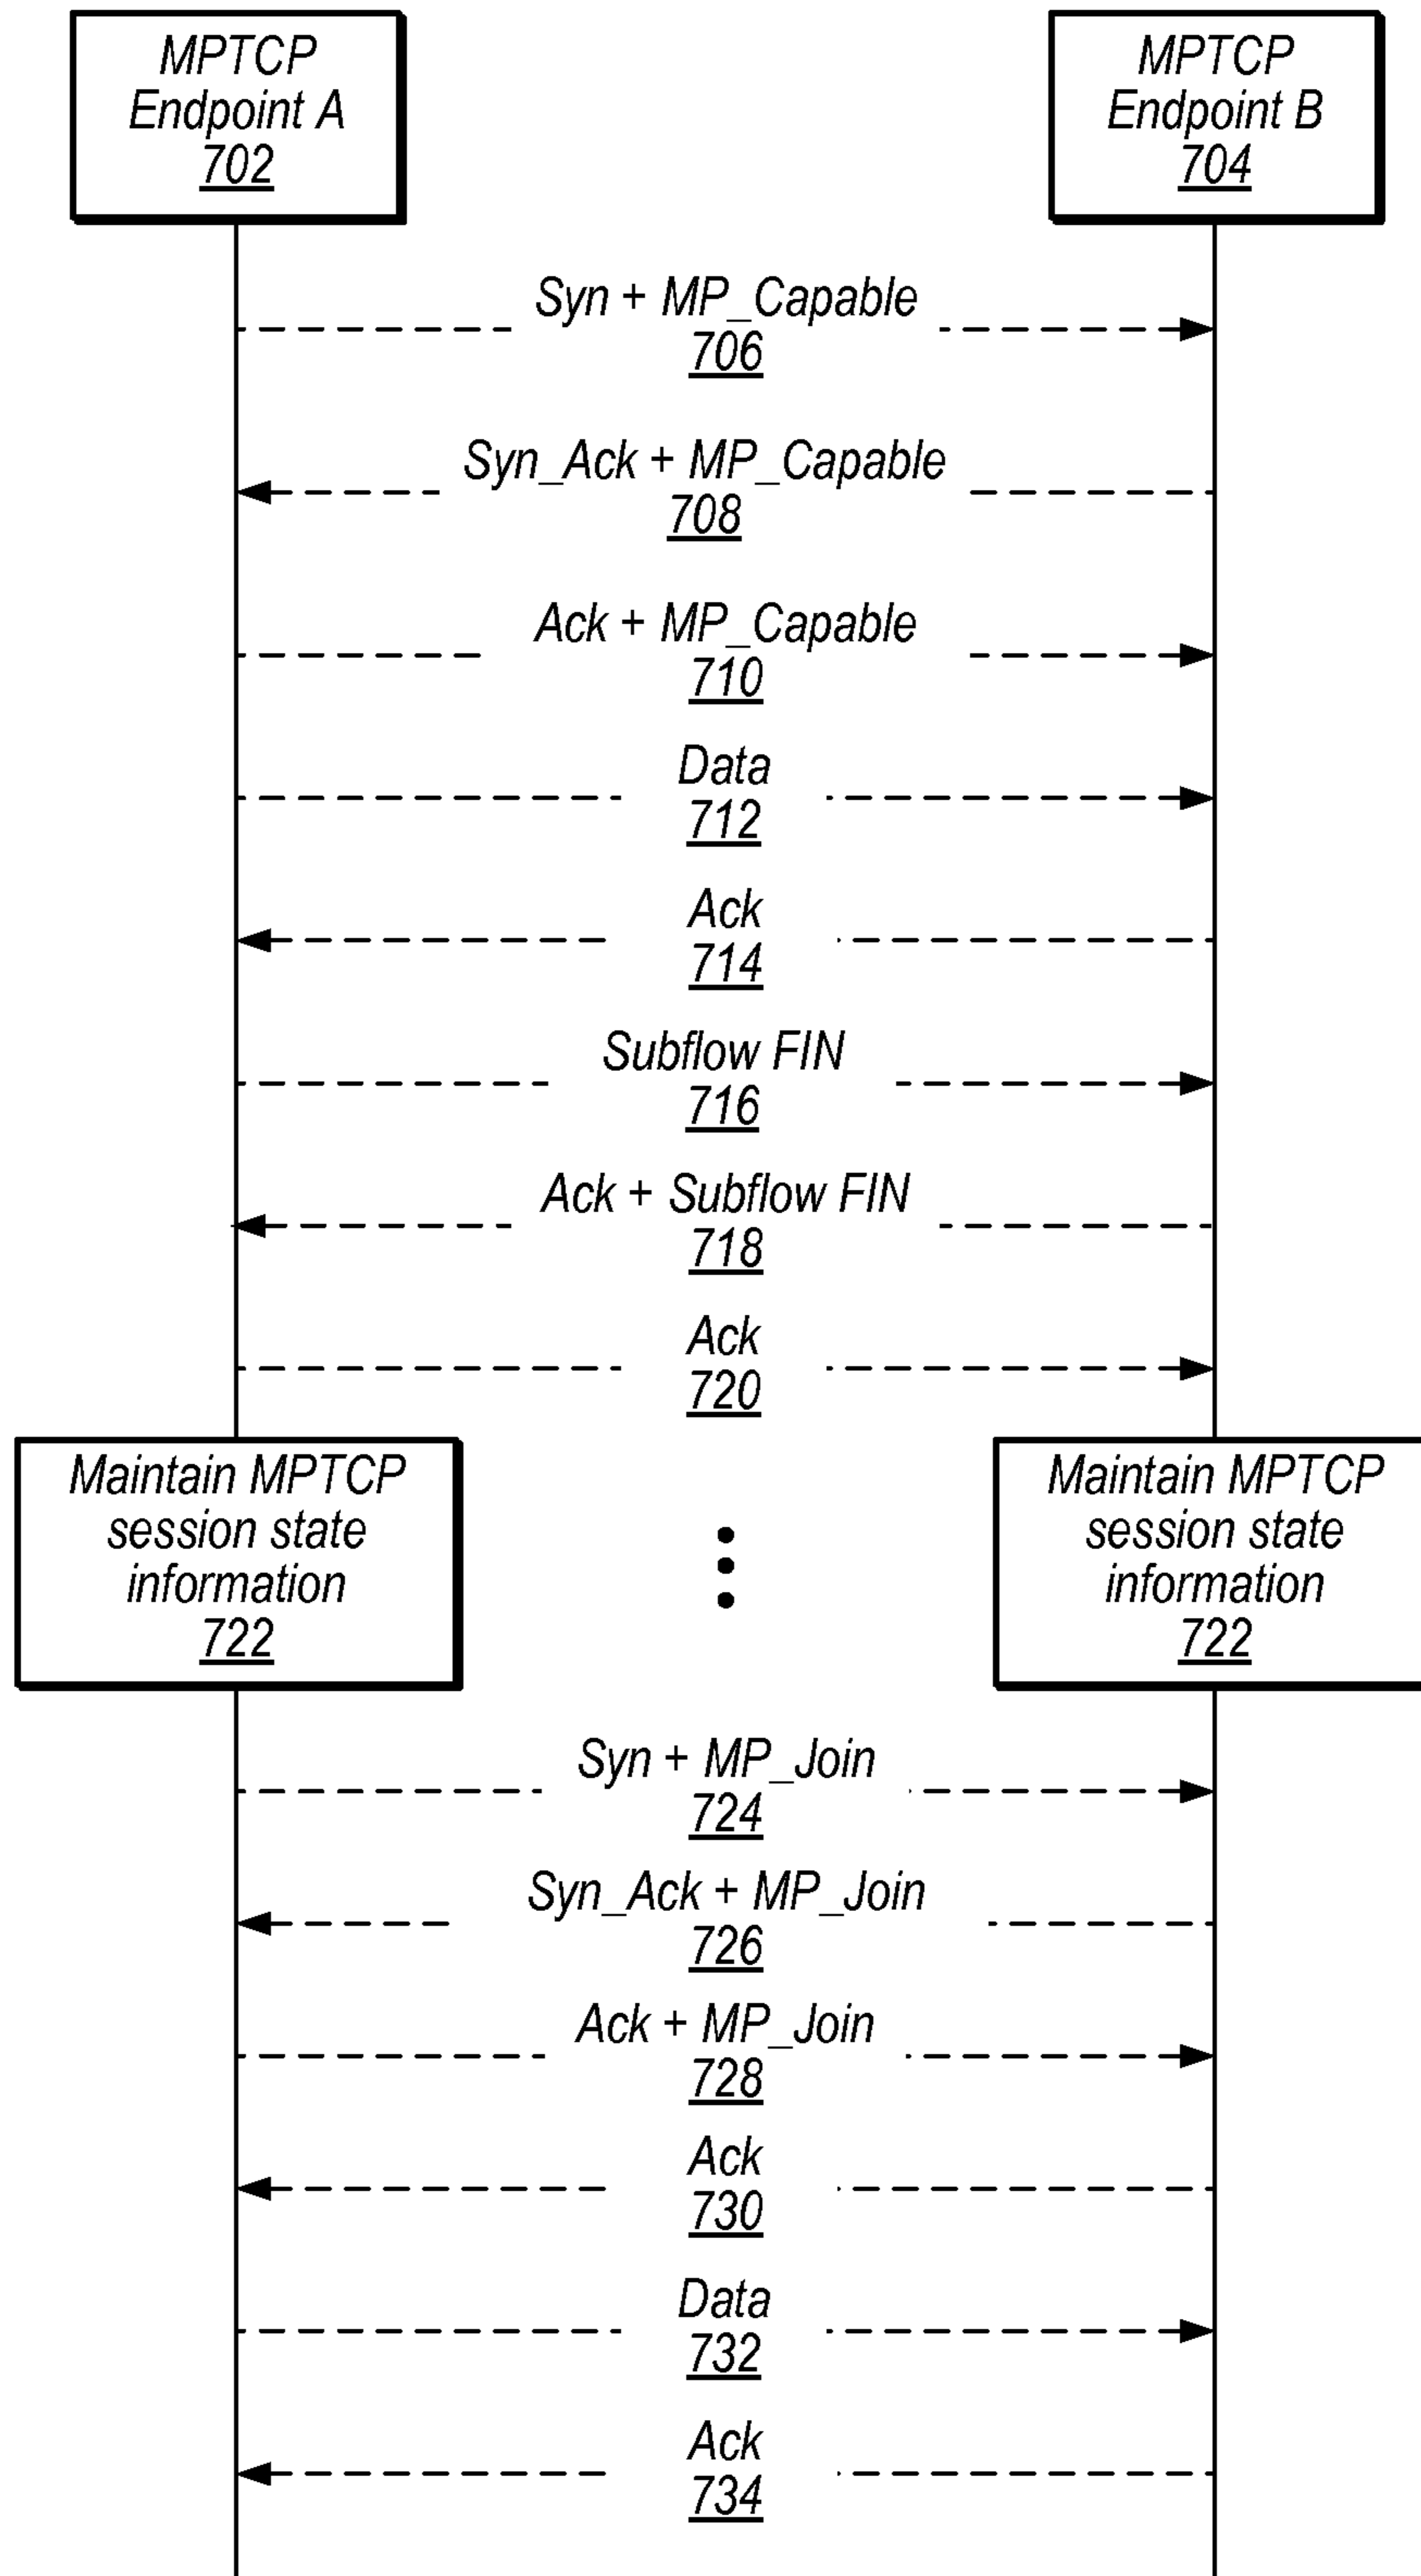 MPTCP
Endpoint A
702
MPTCP
Endpoint B
704
Syn + MP_Capable
706
Syn_Ack + MP_Capable
708
Ack + MP_Capable
710
Data
712
Ack
714
Subflow FIN
716
Ack + Subflow FIN
718
Ack
720
Maintain MPTCP
session state
information
722
Maintain MPTCP
session state
information
722
Syn + MP_Join
724
Syn_Ack + MP_Join
726
Ack + MP_Join
728
Ack
730
Data
732
Ack
734